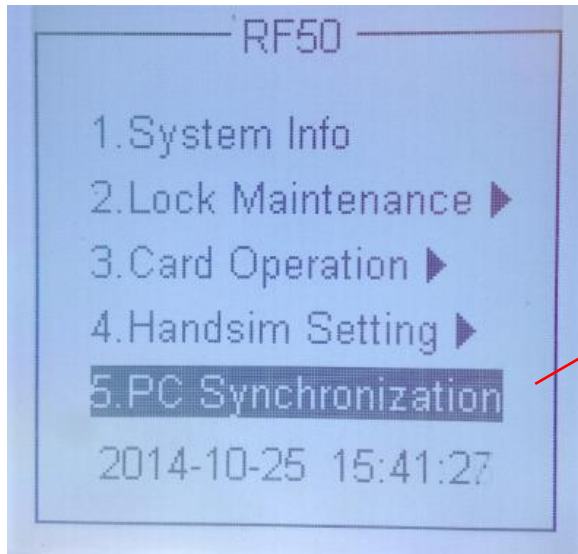 RF50
1.System Info
2.Lock Maintenance ▶
3.Card Operation ▶
4.Handsim Setting ▶
5.PC Synchronization
2014-10-25 15:41:27